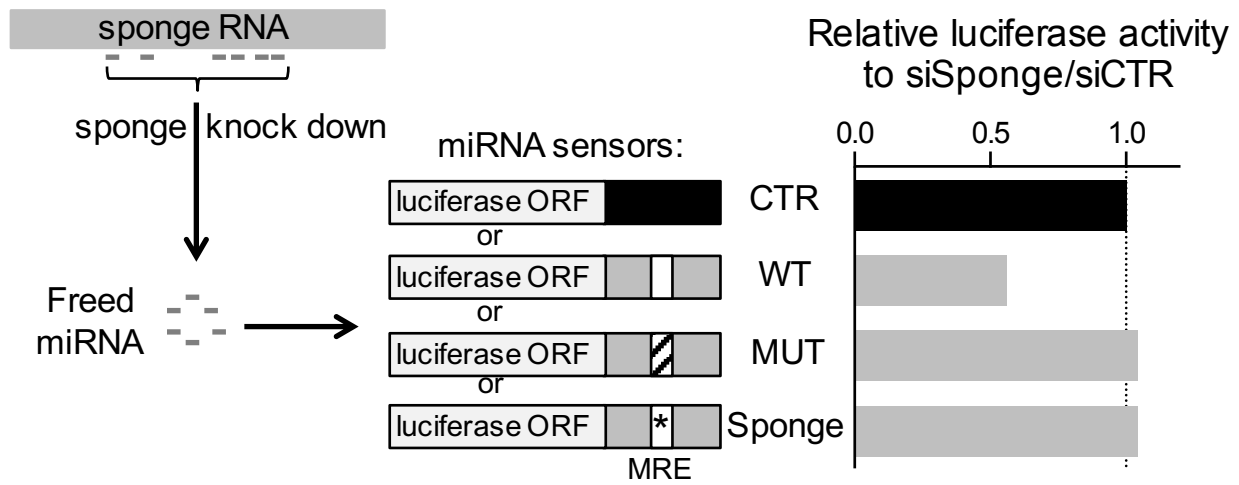 sponge RNA
sponge knock down
Freed
miRNA
miRNA sensors:
luciferase ORF
or
luciferase ORF
or
luciferase ORF
or
luciferase ORF
*
MRE
CTR
WT
MUT
Sponge
Relative luciferase activity
to siSponge/siCTR
0.0 0.5 1.0